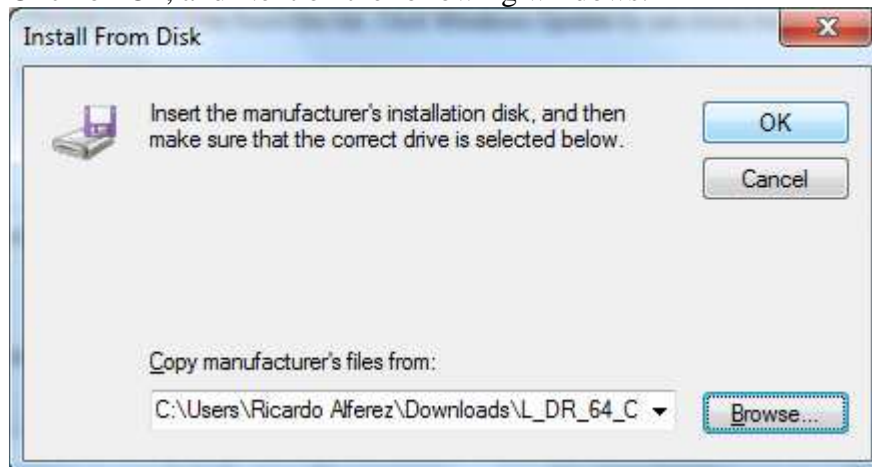 Install From Disk
Insert the manufacturer's installation disk, and then
make sure that the correct drive is selected below.
OK
Cancel
Copy manufacturer's files from:
C:\Users\Ricardo Alferez\Downloads\L_DR_64_C
Browse...